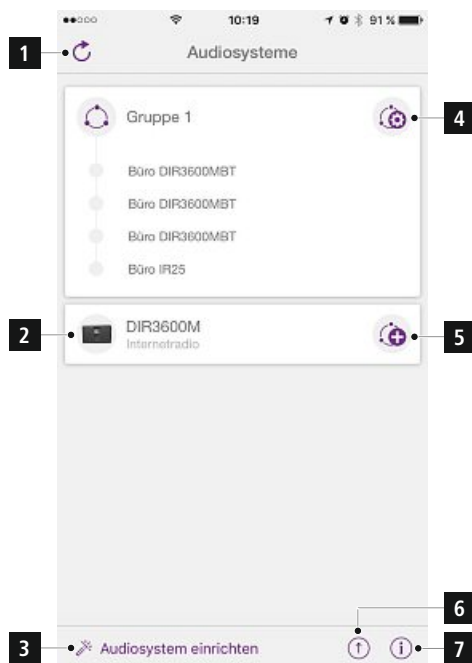 10:19
91 %
1
Audiosysteme
Gruppe 1
4
Büro DIR3600MBT
Büro DIR3600MBT
Büro DIR3600MBT
Büro IR25
2
DIR3600M
Internetradio
5
6
3
Audiosystem einrichten
7